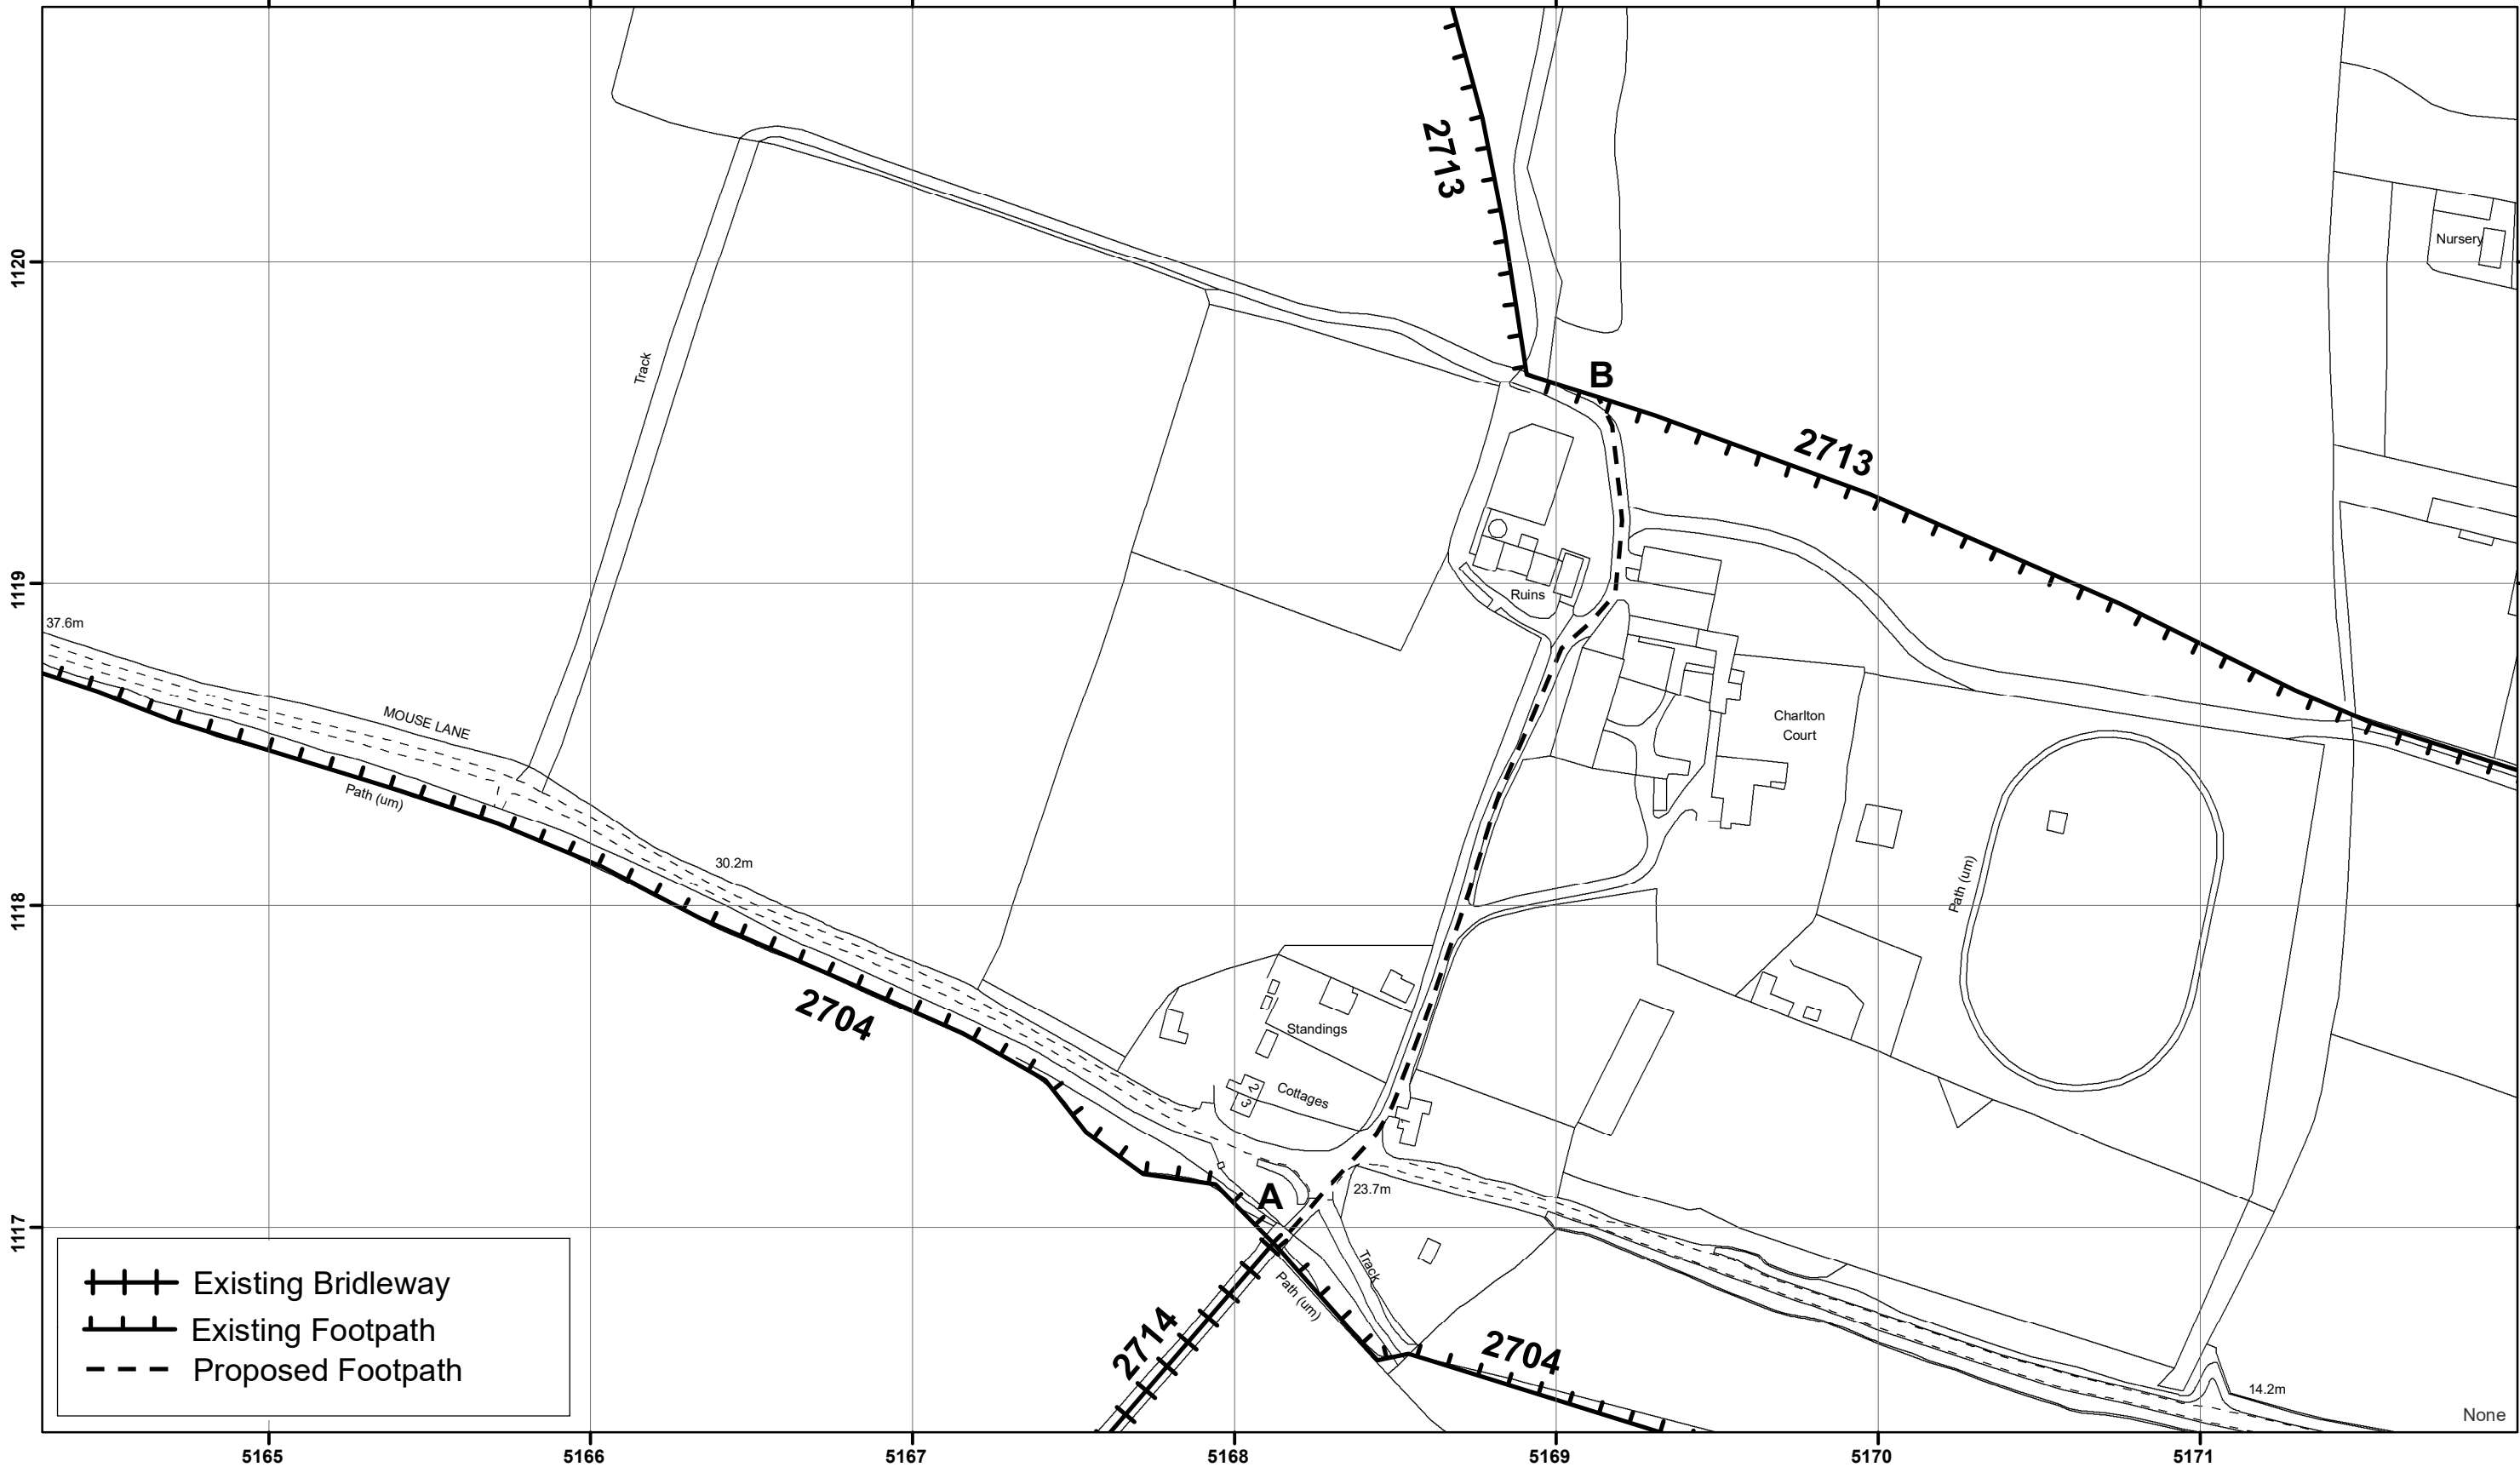 2713
1120
Nursery
B
Track
2713
1119
Ruins
37.6m
MOUSE LANE
Charlton
Court
Path (um)
30.2m
1118
Path (um)
2704
Standings
2
3
Cottages
A
23.7m
1117
Track
Path (um)
2714
2704
14.2m
Existing Bridleway
Existing Footpath
Proposed Footpath
None
5165
5166
5167
5168
5169
5170
5171